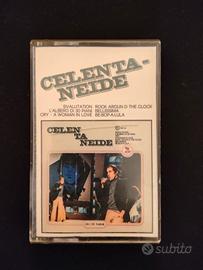 CELENTA-
NEIDE
SVALUTATION
ROCK AROUND THE CLOCK
L'ALBERO DI 30 PIANI
BELLISSIMA
CRY - A WOMAN IN LOVE
BE-BOP-A-LULA
CELEN
TA
NEIDE
subito